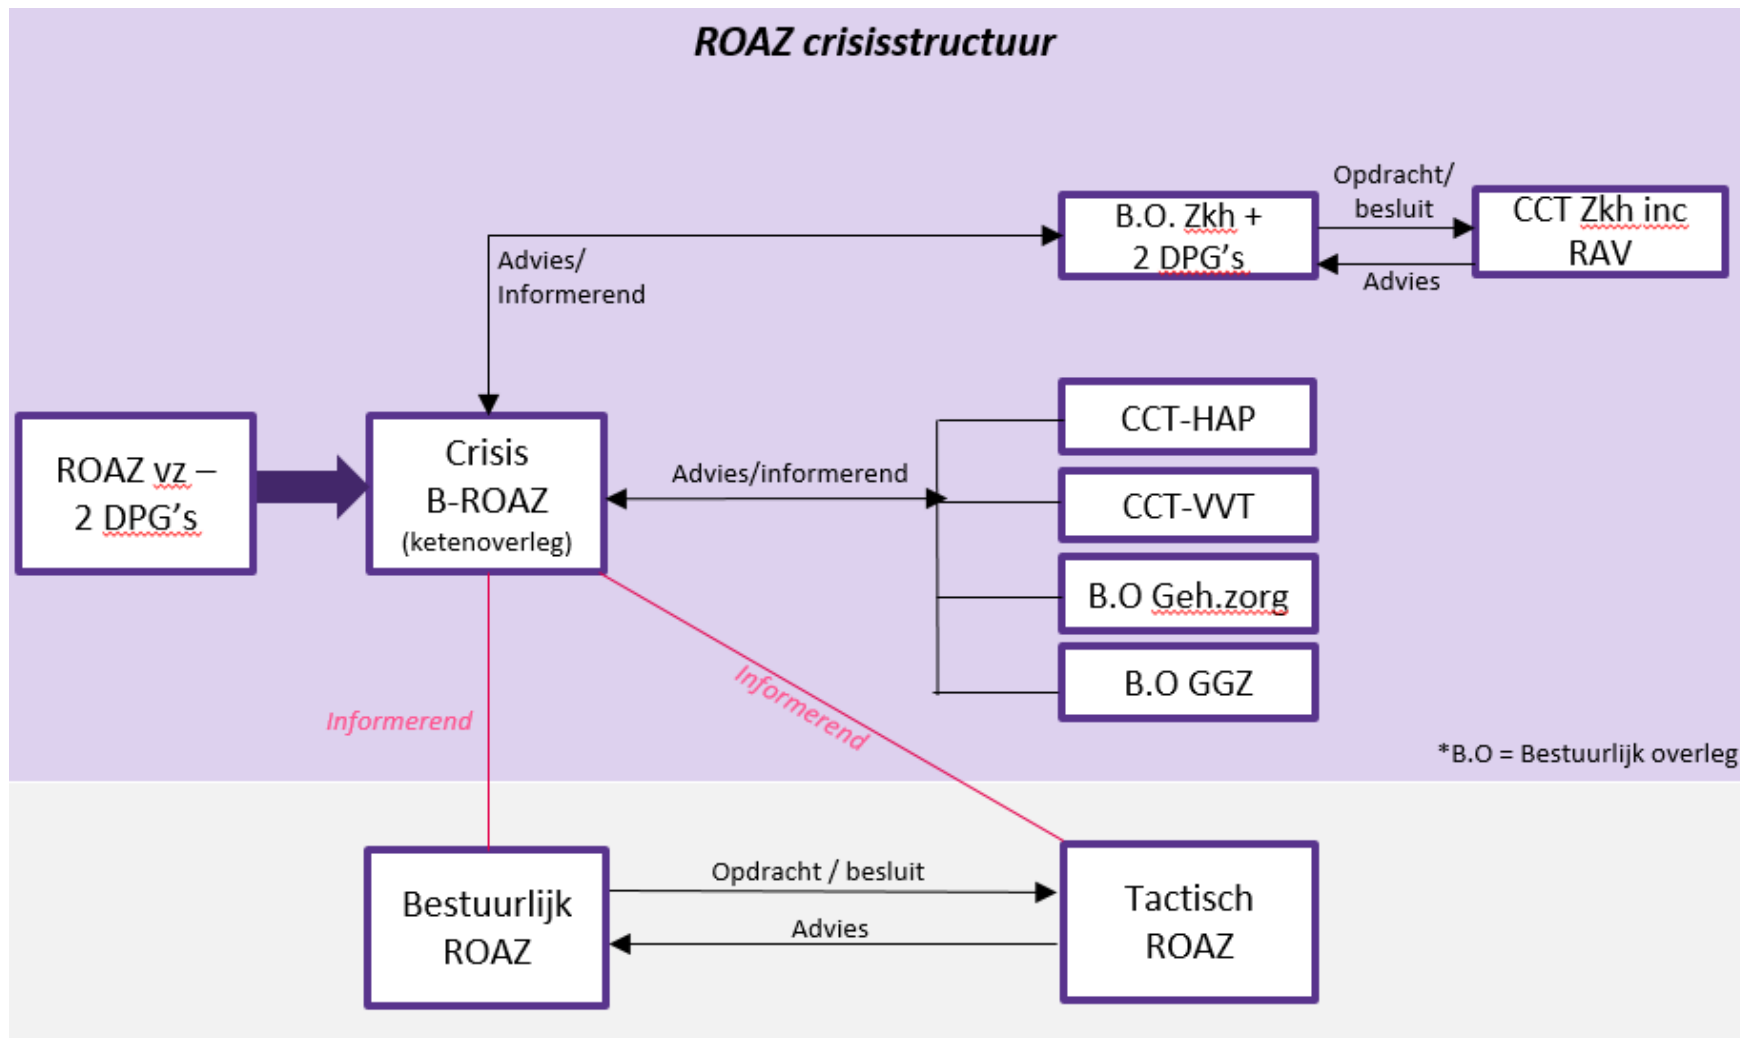 ROAZ crisisstructuur
Opdracht/
besluit
B.O. Zkh +
2 DPG's
CCT Zkh inc
RAV
Advies
Advies/
Informerend
CCT-HAP
ROAZ vz –
2 DPG's
Crisis
B-ROAZ
(ketenoverleg)
Advies/informerend
CCT-VVT
B.O Geh.zorg
B.O GGZ
Informerend
Informerend
*B.O = Bestuurlijk overleg
Bestuurlijk
ROAZ
Opdracht / besluit
Advies
Tactisch
ROAZ